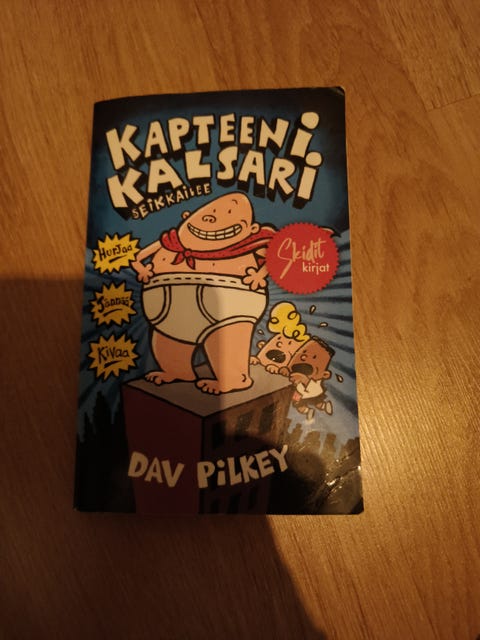 KAPTEENI
KALSARI
SEIKKAILEE
Skidit
kirjat
Hurjaa
Jännää
Kivaa
DAV PILKEY